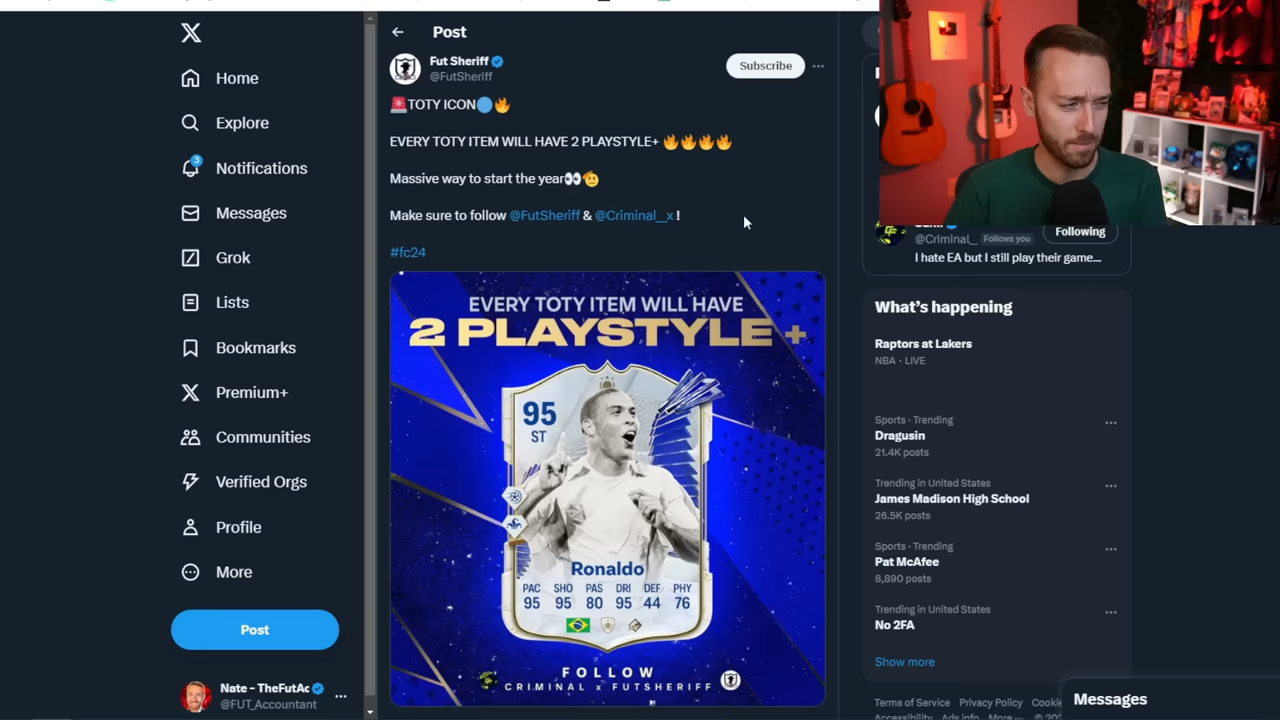 Home
Explore
3
Notifications
Messages
Grok
Lists
Bookmarks
Premium+
Communities
Verified Orgs
Profile
More
Post
Nate - TheFutAc
@FUT_Accountant
Post
Fut Sheriff
@FutSheriff
Subscribe
🚨TOTY ICON🔵🔥
EVERY TOTY ITEM WILL HAVE 2 PLAYSTYLE+ 🔥🔥🔥🔥
Massive way to start the year👀🫡
Make sure to follow @FutSheriff & @Criminal__x !
#fc24
EVERY TOTY ITEM WILL HAVE
2 PLAYSTYLE +
95
ST
Ronaldo
PAC SHO PAS DRI DEF PHY
95 95 80 95 44 76
FOLLOW
CRIMINAL x FUTSHERIFF
@Criminal_ Follows you
Following
I hate EA but I still play their game...
What's happening
Raptors at Lakers
NBA · LIVE
Sports · Trending
Dragusin
21.4K posts
Trending in United States
James Madison High School
26.5K posts
Sports · Trending
Pat McAfee
8,890 posts
Trending in United States
No 2FA
Show more
Terms of Service Privacy Policy Cookie
Accessibility Ads info More ...
Messages